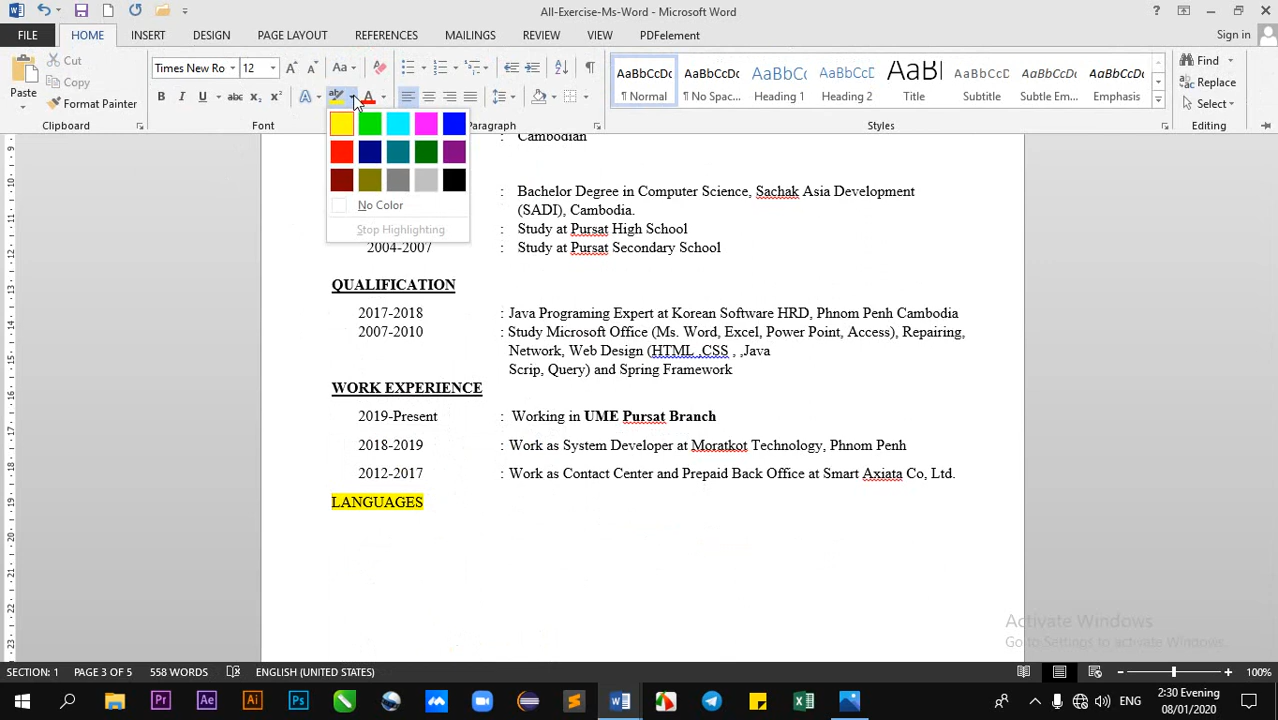 All-Exercise-Ms-Word - Microsoft Word
FILE HOME INSERT DESIGN PAGE LAYOUT REFERENCES MAILINGS REVIEW VIEW PDFelement Sign in
Paste
Cut
Copy
Format Painter
Times New Ro 12
AaBbCcDc AaBbCcDc AaBbCc AaBbCcD AaBl AaBbCcD AaBbCcDc
¶ Normal ¶ No Spac... Heading 1 Heading 2 Title Subtitle Subtle Em...
Find
Replace
Select
Clipboard Font Paragraph Styles Editing
No Color
Stop Highlighting
Cambodian
: Bachelor Degree in Computer Science, Sachak Asia Development
(SADI), Cambodia.
: Study at Pursat High School
2004-2007 : Study at Pursat Secondary School
QUALIFICATION
2017-2018 : Java Programing Expert at Korean Software HRD, Phnom Penh Cambodia
2007-2010 : Study Microsoft Office (Ms. Word, Excel, Power Point, Access), Repairing,
Network, Web Design (HTML ,CSS , ,Java
Scrip, Query) and Spring Framework
WORK EXPERIENCE
2019-Present : Working in UME Pursat Branch
2018-2019 : Work as System Developer at Moratkot Technology, Phnom Penh
2012-2017 : Work as Contact Center and Prepaid Back Office at Smart Axiata Co, Ltd.
LANGUAGES
Activate Windows
Go to Settings to activate Windows.
SECTION: 1 PAGE 3 OF 5 558 WORDS ENGLISH (UNITED STATES) 100%
ENG
2:30 Evening
08/01/2020